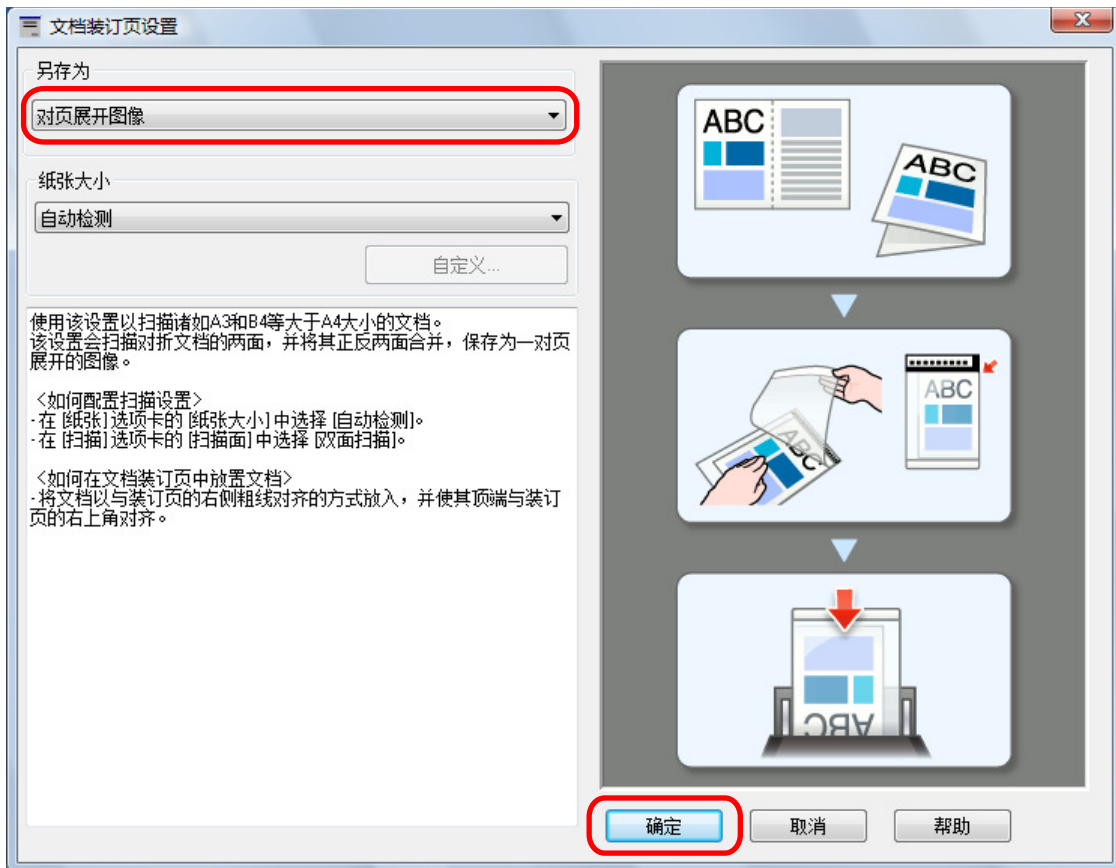 文档装订页设置
另存为
对页展开图像
纸张大小
自动检测
自定义...
使用该设置以扫描诸如A3和B4等大于A4大小的文档。
该设置会扫描对折文档的两面，并将其正反两面合并，保存为一对页
展开的图像。
<如何配置扫描设置>
-在 [纸张] 选项卡的 [纸张大小] 中选择 [自动检测]。
-在 [扫描] 选项卡的 [扫描面] 中选择 [双面扫描]。
<如何在文档装订页中放置文档>
-将文档以与装订页的右侧粗线对齐的方式放入，并使其顶端与装订
页的右上角对齐。
ABC
ABC
ABC
ABC
确定
取消
帮助